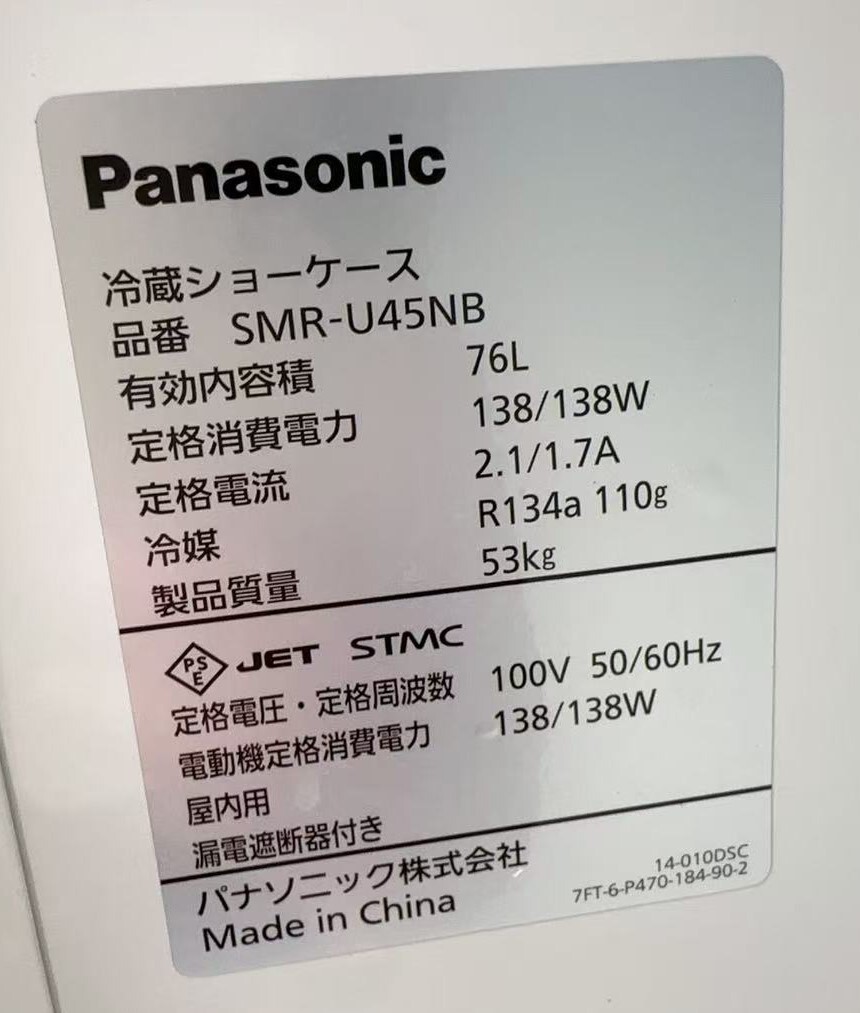 Panasonic
冷蔵ショーケース
品番 SMR-U45NB
有効内容積 76L
定格消費電力 138/138W
定格電流 2.1/1.7A
冷媒 R134a 110g
製品質量 53kg
PSE JET STMC
定格電圧・定格周波数 100V 50/60Hz
電動機定格消費電力 138/138W
屋内用
漏電遮断器付き
パナソニック株式会社 14-010DSC
Made in China 7FT-6-P470-184-90-2